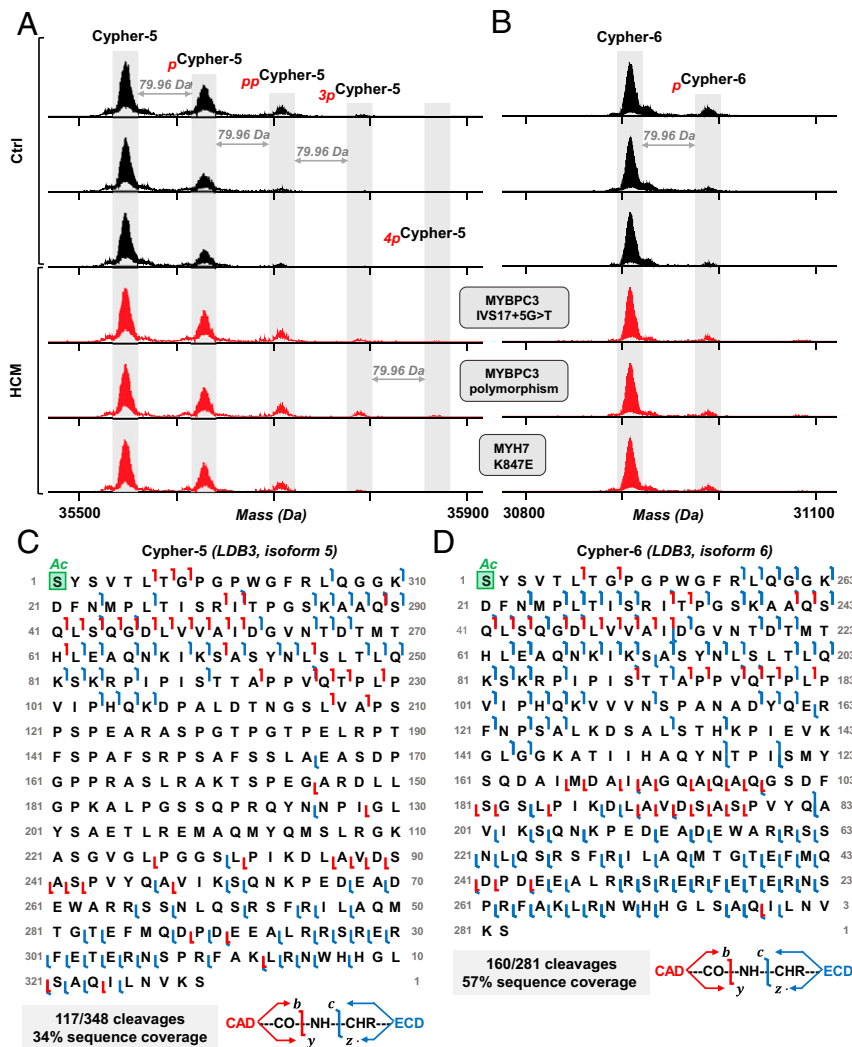 A
B
Cypher-5
pCypher-5
ppCypher-5
3pCypher-5
Cypher-6
pCypher-6
79.96 Da
79.96 Da
79.96 Da
79.96 Da
Ctrl
4pCypher-5
MYBPC3
IVS17+5G>T
HCM
79.96 Da
MYBPC3
polymorphism
MYH7
K847E
35500 Mass (Da) 35900
30800 Mass (Da) 31100
C
Cypher-5 (LDB3, isoform 5)
Ac
1 S Y S V T L T G P G P W G F R L Q G G K 310
21 D F N M P L T I S R I T P G S K A A Q S 290
41 Q L S Q G D L V V A I D G V N T D T M T 270
61 H L E A Q N K I K S A S Y N L S L T L Q 250
81 K S K R P I P I S T T A P P V Q T P L P 230
101 V I P H Q K D P A L D T N G S L V A P S 210
121 P S P E A R A S P G T P G T P E L R P T 190
141 F S P A F S R P S A F S S L A E A S D P 170
161 G P P R A S L R A K T S P E G A R D L L 150
181 G P K A L P G S S Q P R Q Y N N P I G L 130
201 Y S A E T L R E M A Q M Y Q M S L R G K 110
221 A S G V G L P G G S L P I K D L A V D S 90
241 A S P V Y Q A V I K S Q N K P E D E A D 70
261 E W A R R S S N L Q S R S F R I L A Q M 50
281 T G T E F M Q D P D E E A L R R S R E R 30
301 F E T E R N S P R F A K L R N W H H G L 10
321 S A Q I L N V K S 1
117/348 cleavages
34% sequence coverage
b c
CAD ---CO---NH---CHR---ECD
y z·
D
Cypher-6 (LDB3, isoform 6)
Ac
1 S Y S V T L T G P G P W G F R L Q G G K 263
21 D F N M P L T I S R I T P G S K A A Q S 243
41 Q L S Q G D L V V A I D G V N T D T M T 223
61 H L E A Q N K I K S A S Y N L S L T L Q 203
81 K S K R P I P I S T T A P P V Q T P L P 183
101 V I P H Q K V V V N S P A N A D Y Q E R 163
121 F N P S A L K D S A L S T H K P I E V K 143
141 G L G G K A T I I H A Q Y N T P I S M Y 123
161 S Q D A I M D A I A G Q A Q A Q G S D F 103
181 S G S L P I K D L A V D S A S P V Y Q A 83
201 V I K S Q N K P E D E A D E W A R R S S 63
221 N L Q S R S F R I L A Q M T G T E F M Q 43
241 D P D E E A L R R S R E R F E T E R N S 23
261 P R F A K L R N W H H G L S A Q I L N V 3
281 K S 1
160/281 cleavages
57% sequence coverage
b c
CAD ---CO---NH---CHR---ECD
y z·